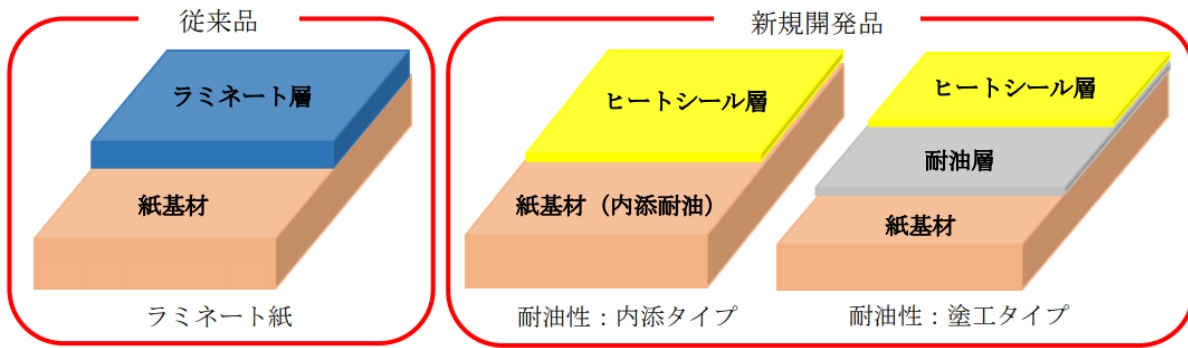 従来品
ラミネート層
紙基材
ラミネート紙
新規開発品
ヒートシール層
紙基材（内添耐油）
耐油性：内添タイプ
ヒートシール層
耐油層
紙基材
耐油性：塗工タイプ